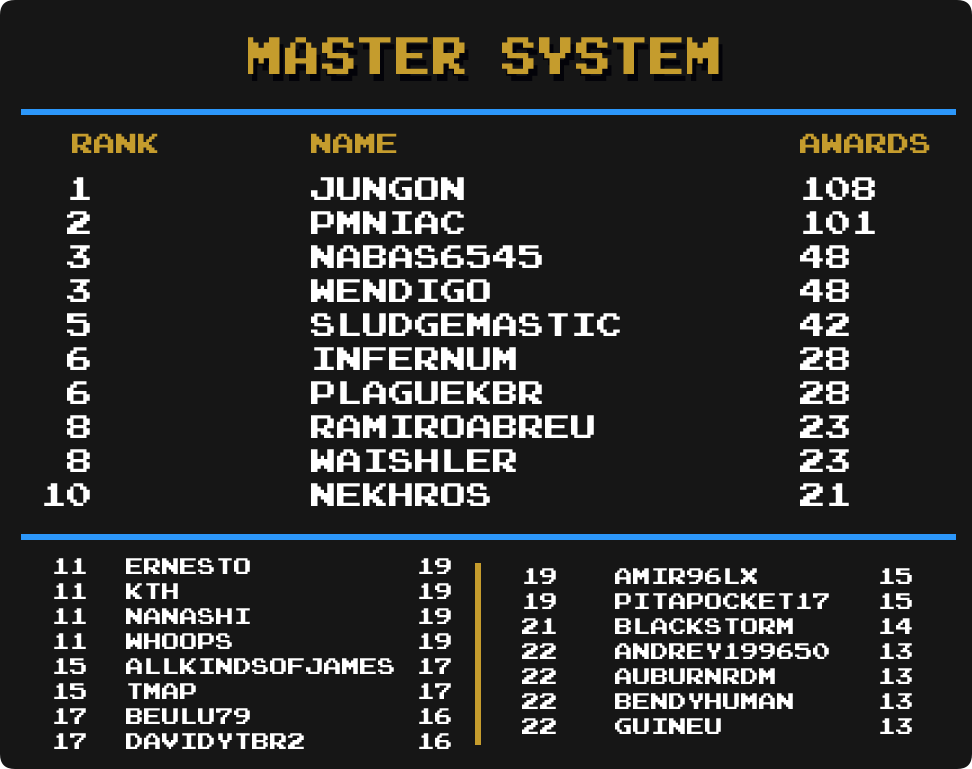 MASTER SYSTEM
RANK NAME AWARDS
1 JUNGON 108
2 PMNIAC 101
3 NABAS6545 48
3 WENDIGO 48
5 SLUDGEMASTIC 42
6 INFERNUM 28
6 PLAGUEKBR 28
8 RAMIROABREU 23
8 WAISHLER 23
10 NEKHROS 21
11 ERNESTO 19
11 KTH 19
11 NANASHI 19
11 WHOOPS 19
15 ALLKINDSOFJAMES 17
15 TMAP 17
17 BEULU79 16
17 DAVIDYTBR2 16
19 AMIR96LX 15
19 PITAPOCKET17 15
21 BLACKSTORM 14
22 ANDREY199650 13
22 AUBURNRDM 13
22 BENDYHUMAN 13
22 GUINEU 13